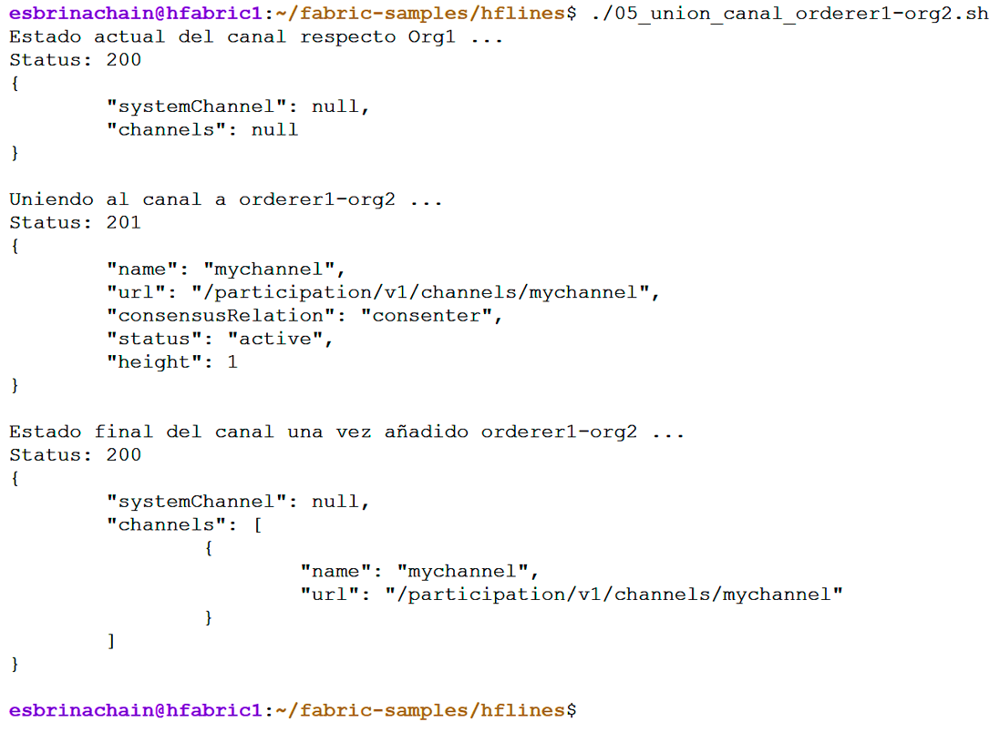 esbrinachain@hfabric1:~/fabric-samples/hflines$ ./05_union_canal_orderer1-org2.sh
Estado actual del canal respecto Org1 ...
Status: 200
{
        "systemChannel": null,
        "channels": null
}

Uniendo al canal a orderer1-org2 ...
Status: 201
{
        "name": "mychannel",
        "url": "/participation/v1/channels/mychannel",
        "consensusRelation": "consenter",
        "status": "active",
        "height": 1
}

Estado final del canal una vez añadido orderer1-org2 ...
Status: 200
{
        "systemChannel": null,
        "channels": [
                {
                        "name": "mychannel",
                        "url": "/participation/v1/channels/mychannel"
                }
        ]
}

esbrinachain@hfabric1:~/fabric-samples/hflines$